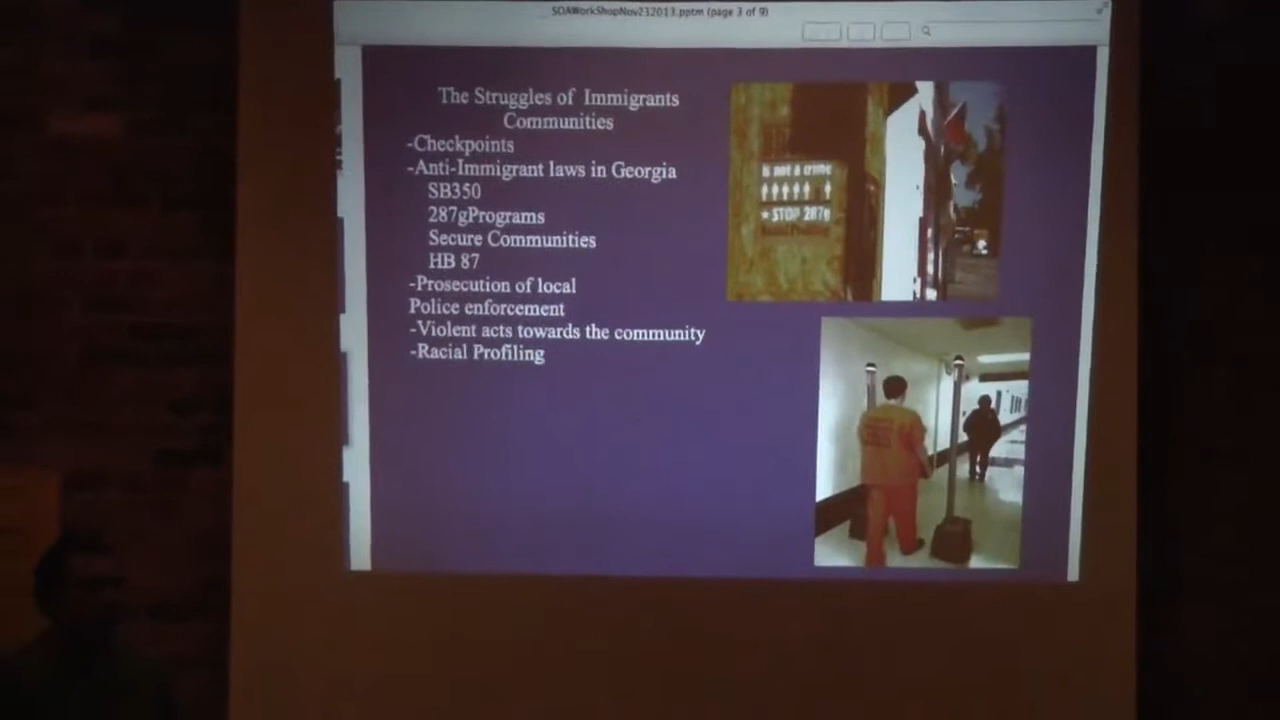 SOAWorkShopNov232013.pptm (page 3 of 9)
The Struggles of Immigrants
Communities
-Checkpoints
-Anti-Immigrant laws in Georgia
SB350
287gPrograms
Secure Communities
HB 87
-Prosecution of local
Police enforcement
-Violent acts towards the community
-Racial Profiling
is not a crime
★STOP 287g
Racial Profiling